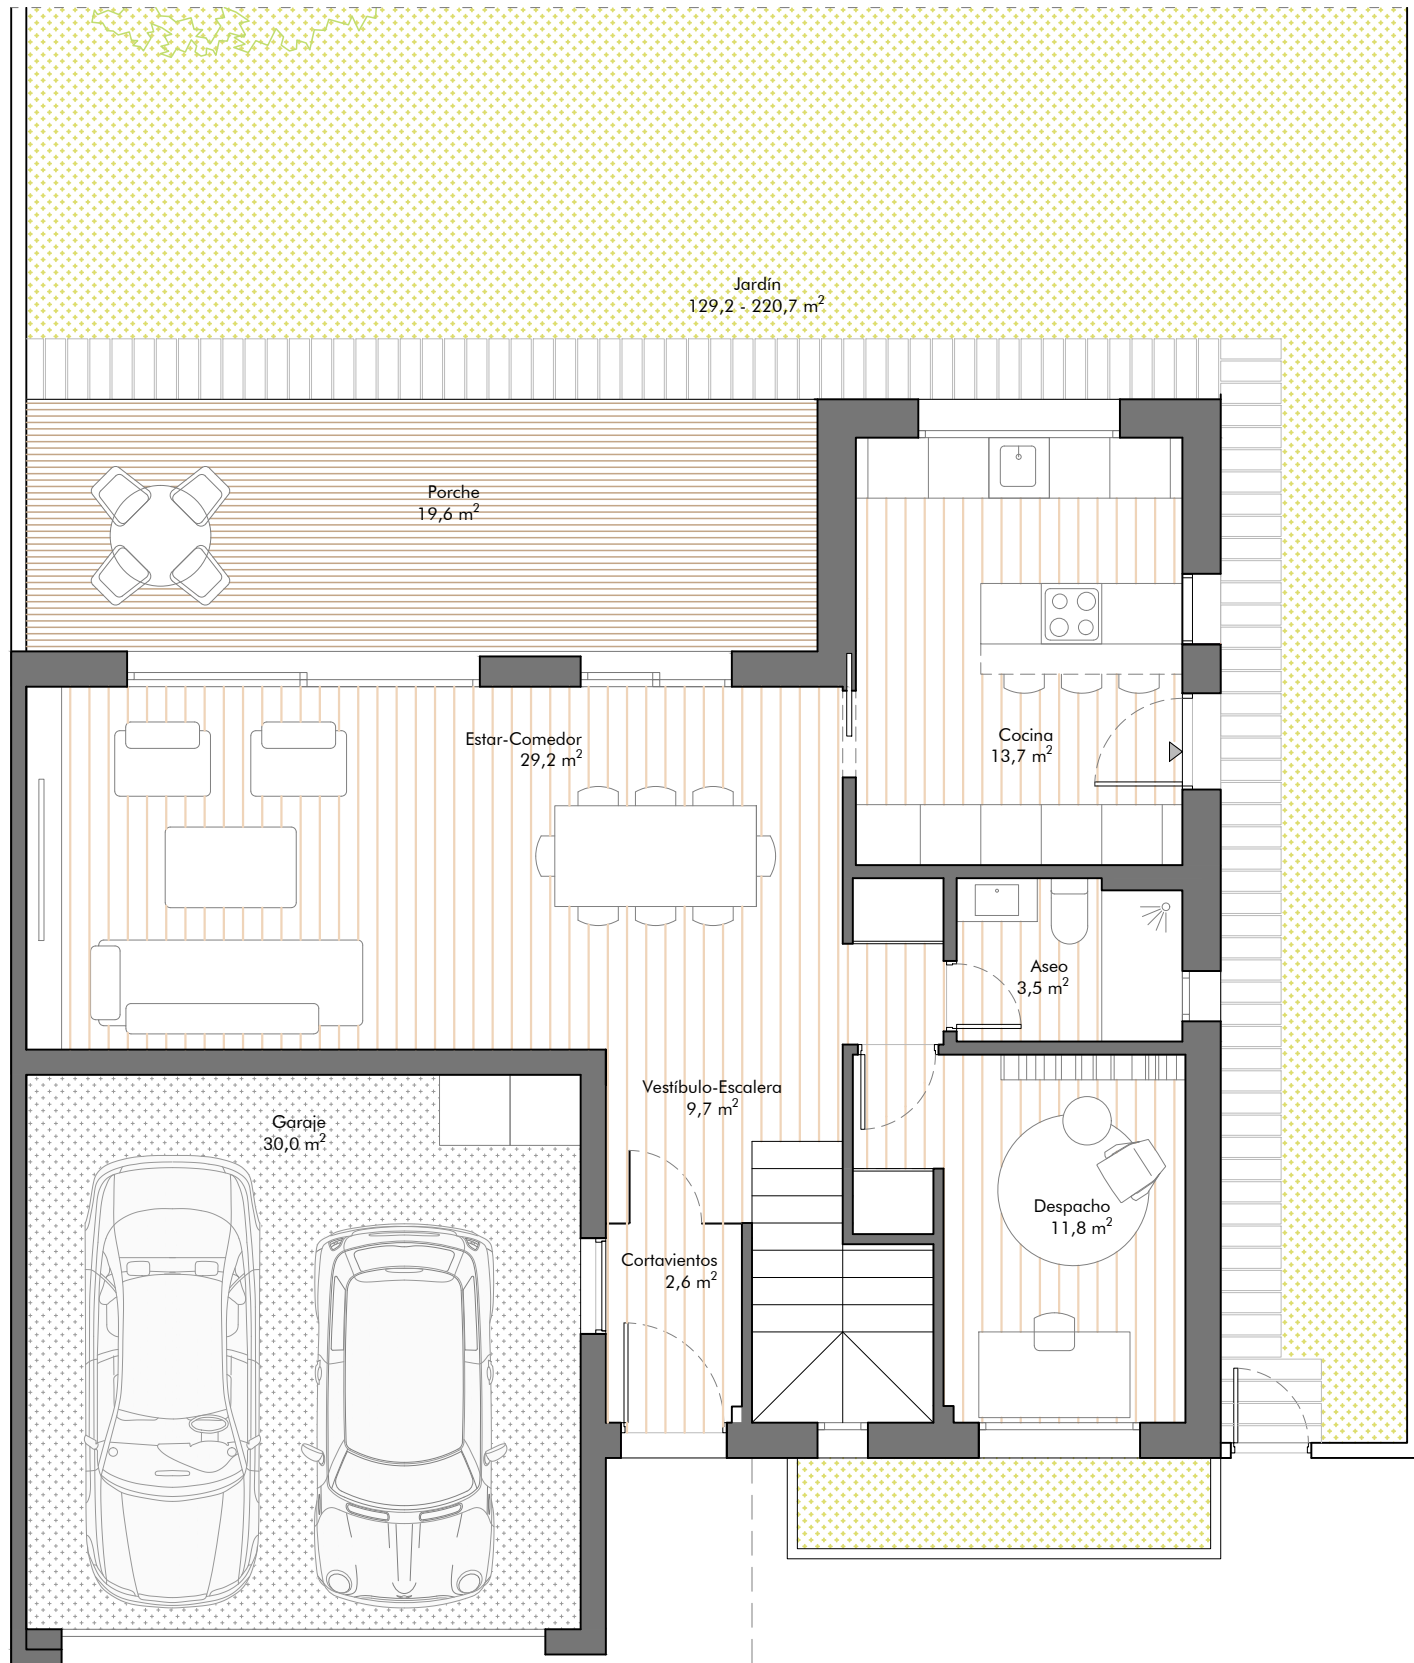 Jardín
129,2 - 220,7 m²
Porche
19,6 m²
Estar-Comedor
29,2 m²
Cocina
13,7 m²
Aseo
3,5 m²
Vestíbulo-Escalera
9,7 m²
Garaje
30,0 m²
Despacho
11,8 m²
Cortavientos
2,6 m²